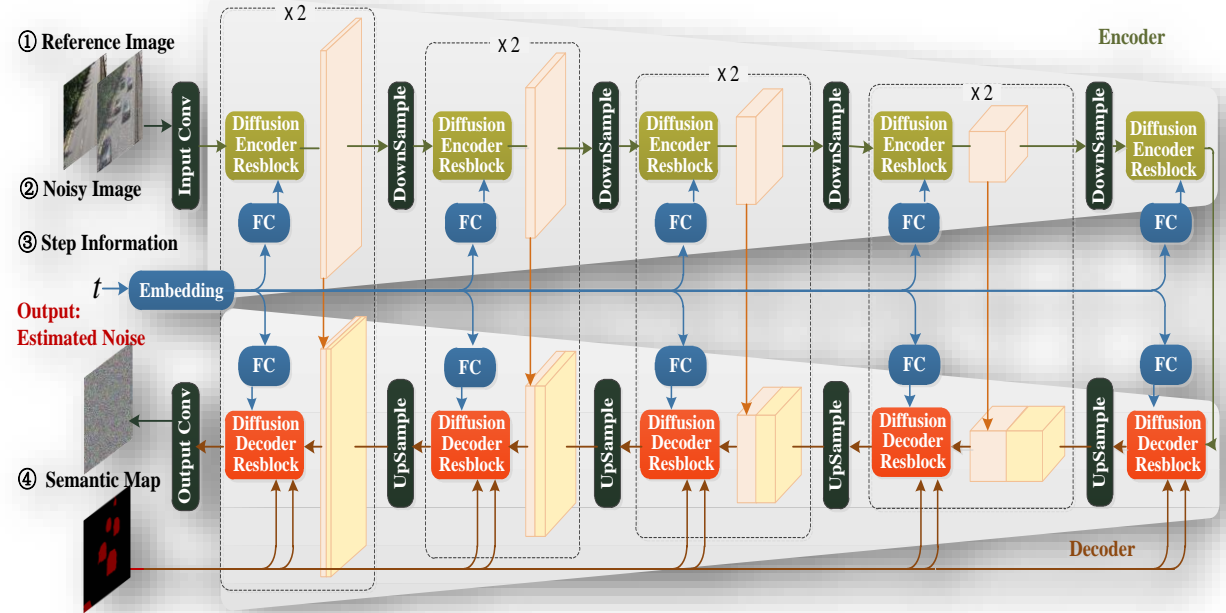 x 2
x 2
x 2
x 2
① Reference Image
Encoder
Input Conv
Diffusion
Encoder
Resblock
DownSample
Diffusion
Encoder
Resblock
DownSample
Diffusion
Encoder
Resblock
DownSample
Diffusion
Encoder
Resblock
DownSample
Diffusion
Encoder
Resblock
② Noisy Image
FC
FC
FC
FC
FC
③ Step Information
t
Embedding
Output:
Estimated Noise
FC
FC
FC
FC
FC
Output Conv
Diffusion
Decoder
Resblock
UpSample
Diffusion
Decoder
Resblock
UpSample
Diffusion
Decoder
Resblock
UpSample
Diffusion
Decoder
Resblock
UpSample
Diffusion
Decoder
Resblock
④ Semantic Map
Decoder